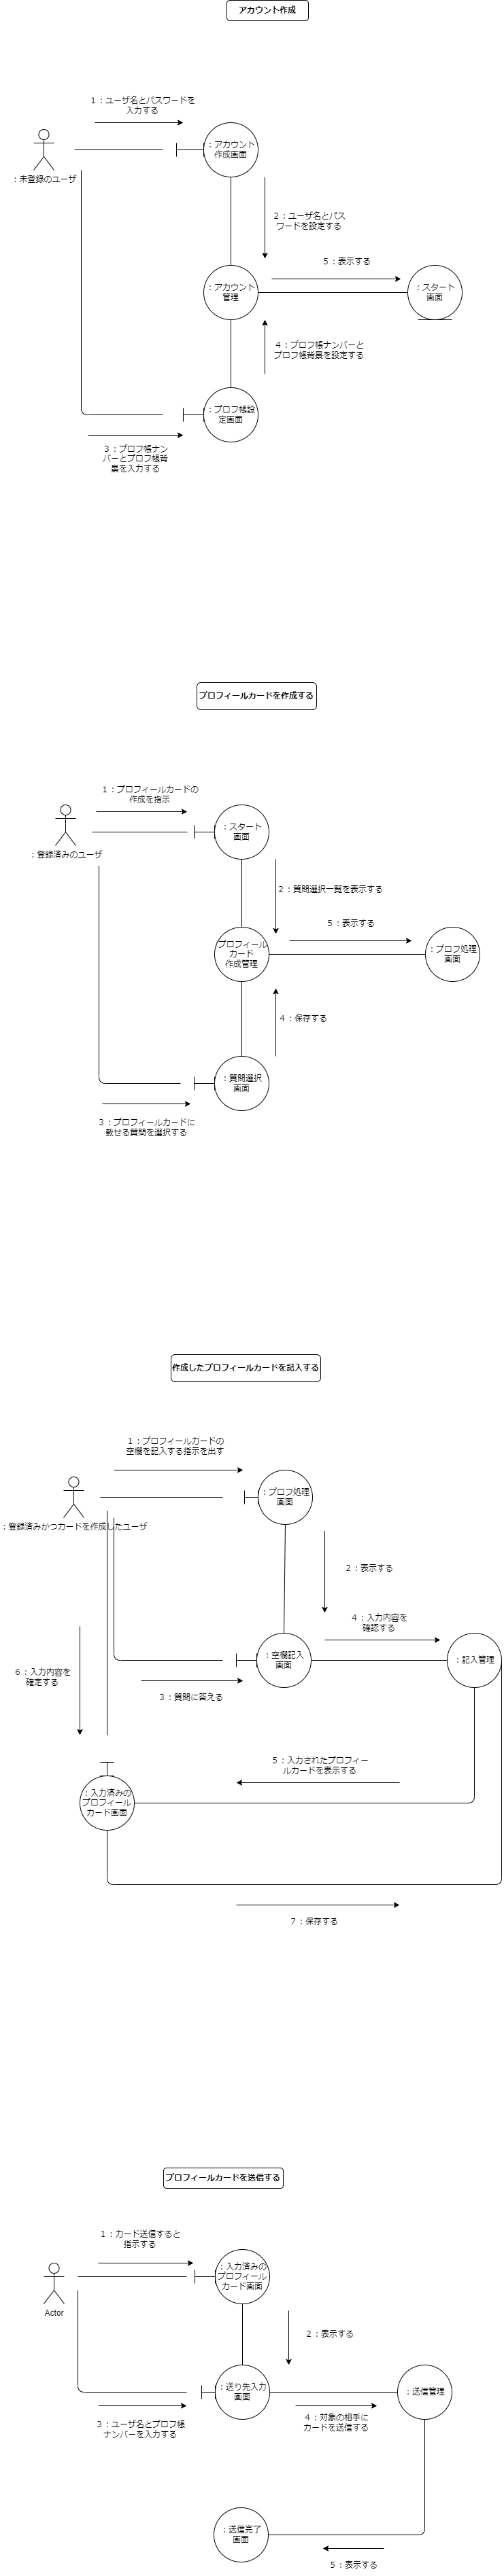 アカウント作成
1：ユーザ名とパスワードを
入力する
：アカウント
作成画面
：未登録のユーザ
2：ユーザ名とパス
ワードを設定する
5：表示する
：アカウント
管理
：スタート
画面
4：プロフ帳ナンバーと
プロフ帳背景を設定する
：プロフ帳設
定画面
3：プロフ帳ナン
バーとプロフ帳背
景を入力する
プロフィールカードを作成する
1：プロフィールカードの
作成を指示
：スタート
画面
：登録済みのユーザ
2：質問選択一覧を表示する
5：表示する
プロフィール
カード
作成管理
：プロフ処理
画面
4：保存する
：質問選択
画面
3：プロフィールカードに
載せる質問を選択する
作成したプロフィールカードを記入する
1：プロフィールカードの
空欄を記入する指示を出す
：プロフ処理
画面
：登録済みかつカードを作成したユーザ
2：表示する
4：入力内容を
確認する
：空欄記入
画面
：記入管理
6：入力内容を
確定する
3：質問に答える
5：入力されたプロフィー
ルカードを表示する
：入力済みの
プロフィール
カード画面
7：保存する
プロフィールカードを送信する
1：カード送信すると
指示する
：入力済みの
プロフィール
カード画面
Actor
2：表示する
：送り先入力
画面
：送信管理
3：ユーザ名とプロフ帳
ナンバーを入力する
4：対象の相手に
カードを送信する
：送信完了
画面
5：表示する